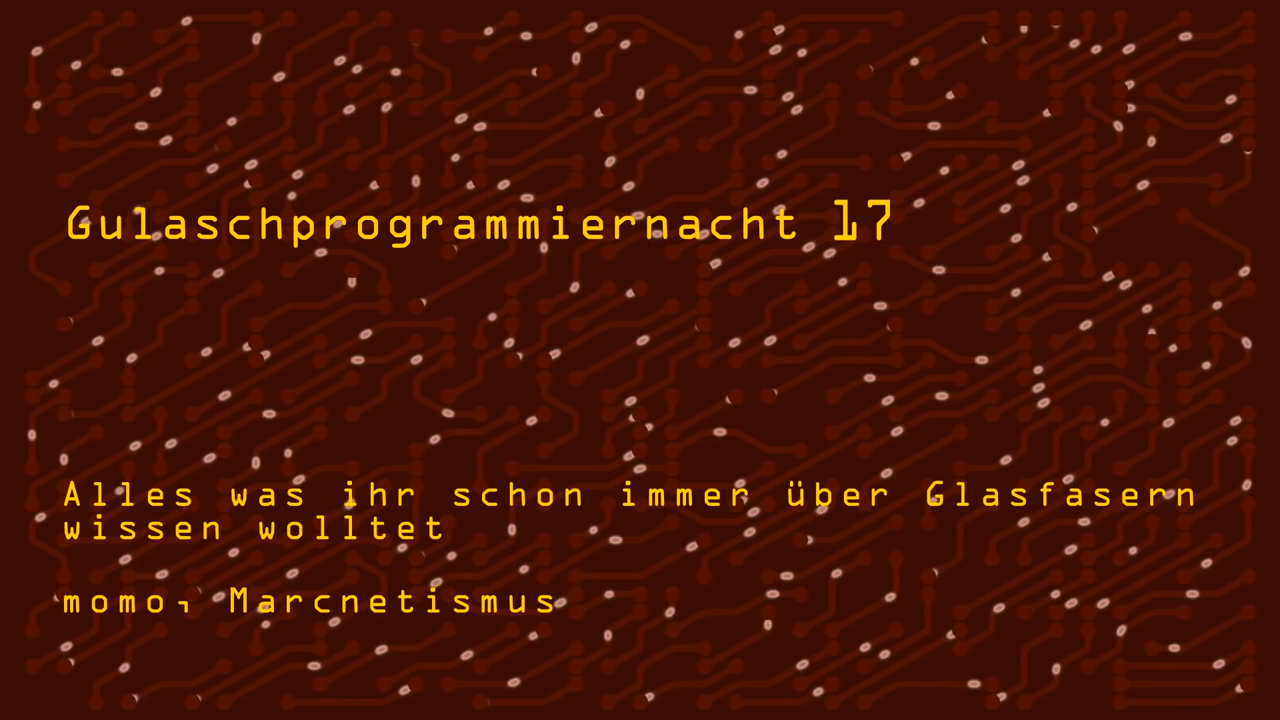 Gulaschprogrammiernacht 17
Alles was ihr schon immer über Glasfasern
wissen wolltet
momo, Marcnetismus